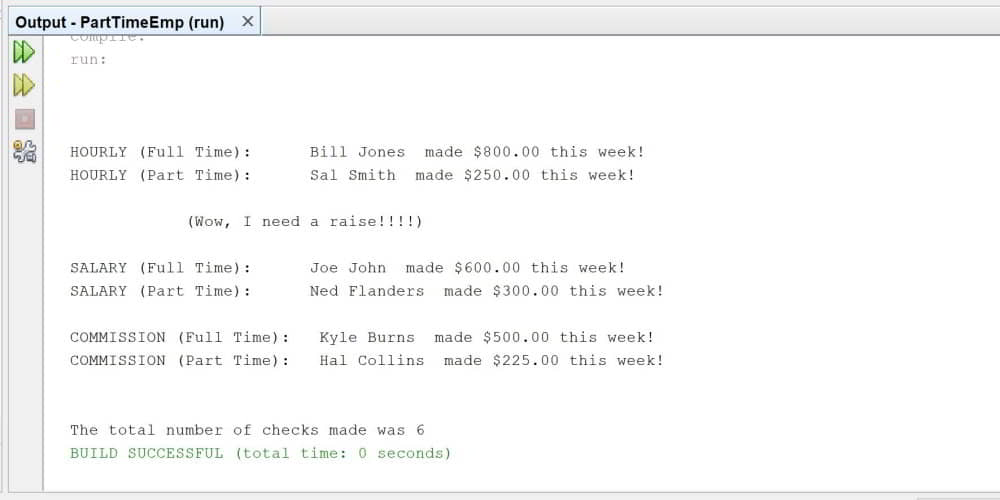 Output - PartTimeEmp (run) ×
compile:
run:
HOURLY (Full Time): Bill Jones made $800.00 this week!
HOURLY (Part Time): Sal Smith made $250.00 this week!
(Wow, I need a raise!!!!)
SALARY (Full Time): Joe John made $600.00 this week!
SALARY (Part Time): Ned Flanders made $300.00 this week!
COMMISSION (Full Time): Kyle Burns made $500.00 this week!
COMMISSION (Part Time): Hal Collins made $225.00 this week!
The total number of checks made was 6
BUILD SUCCESSFUL (total time: 0 seconds)